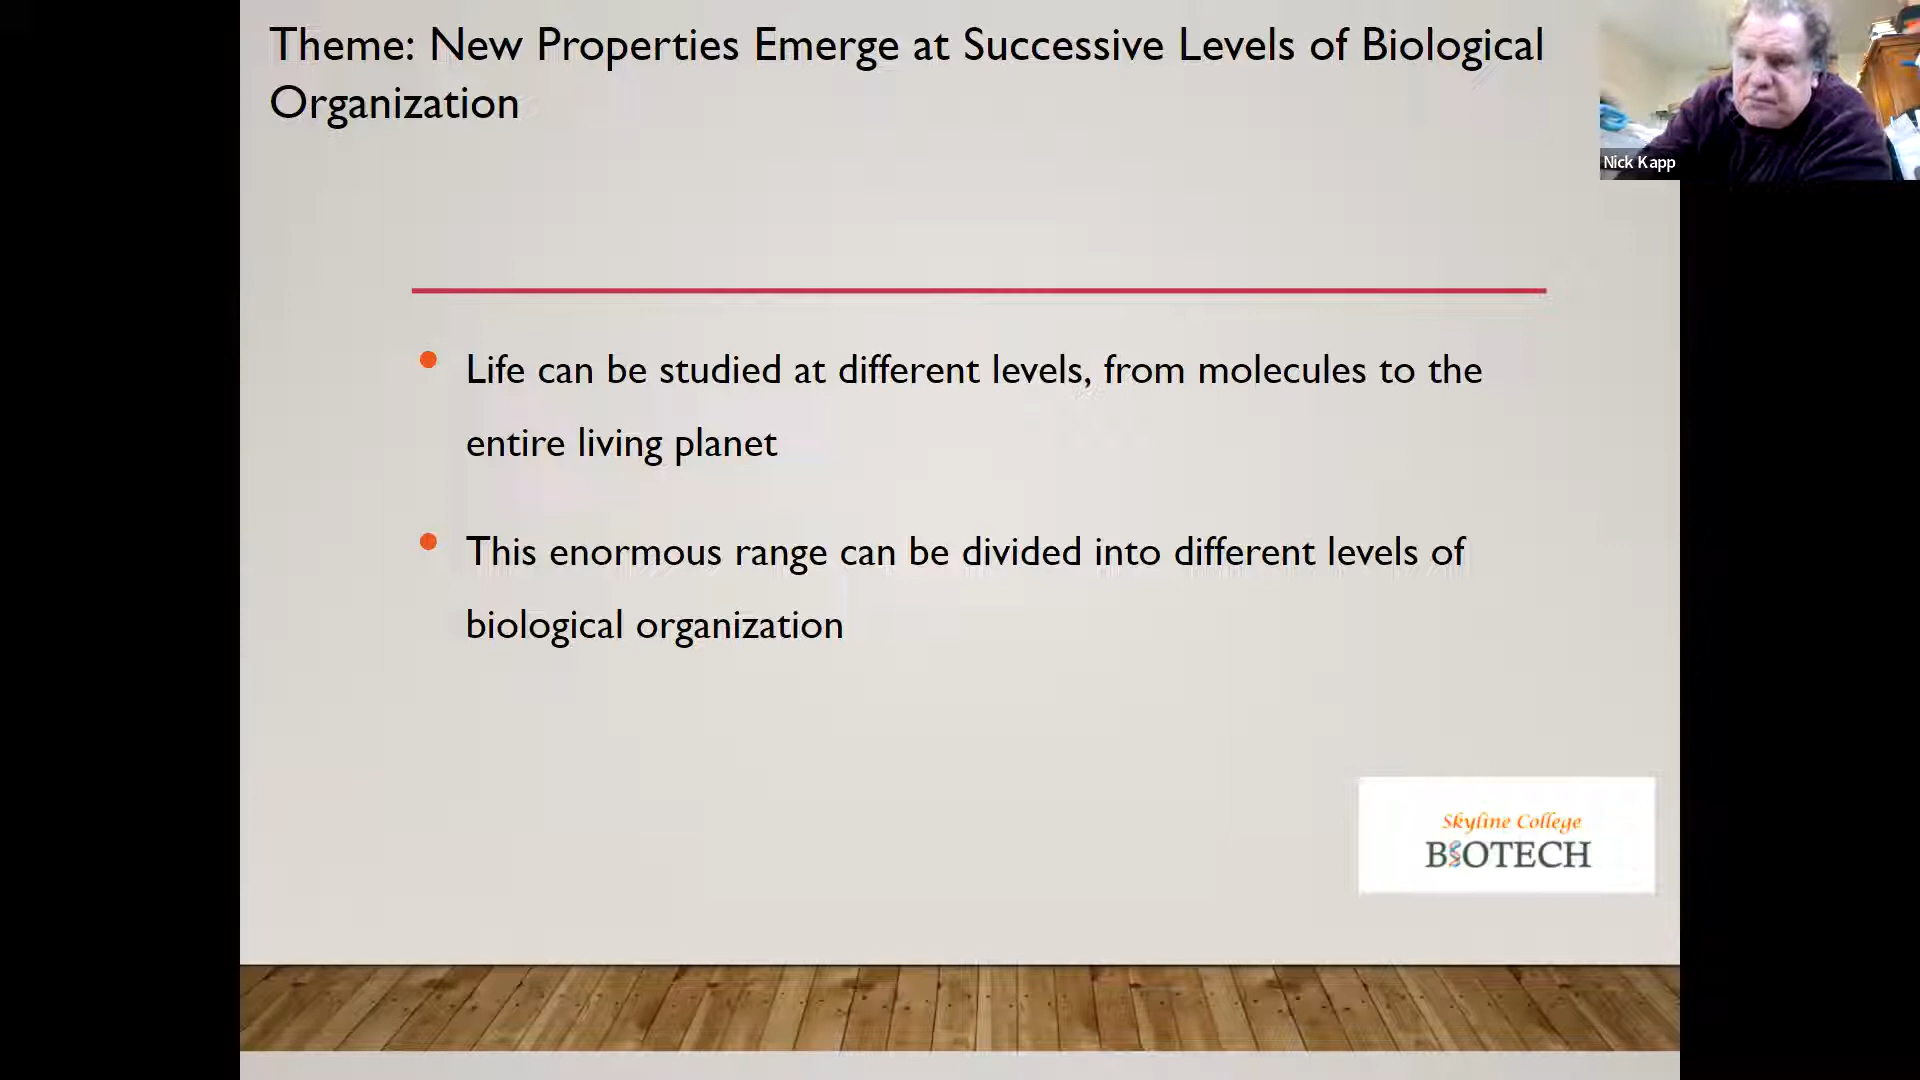 Theme: New Properties Emerge at Successive Levels of Biological
Organization
Nick Kapp
Life can be studied at different levels, from molecules to the
entire living planet
This enormous range can be divided into different levels of
biological organization
Skyline College
BIOTECH